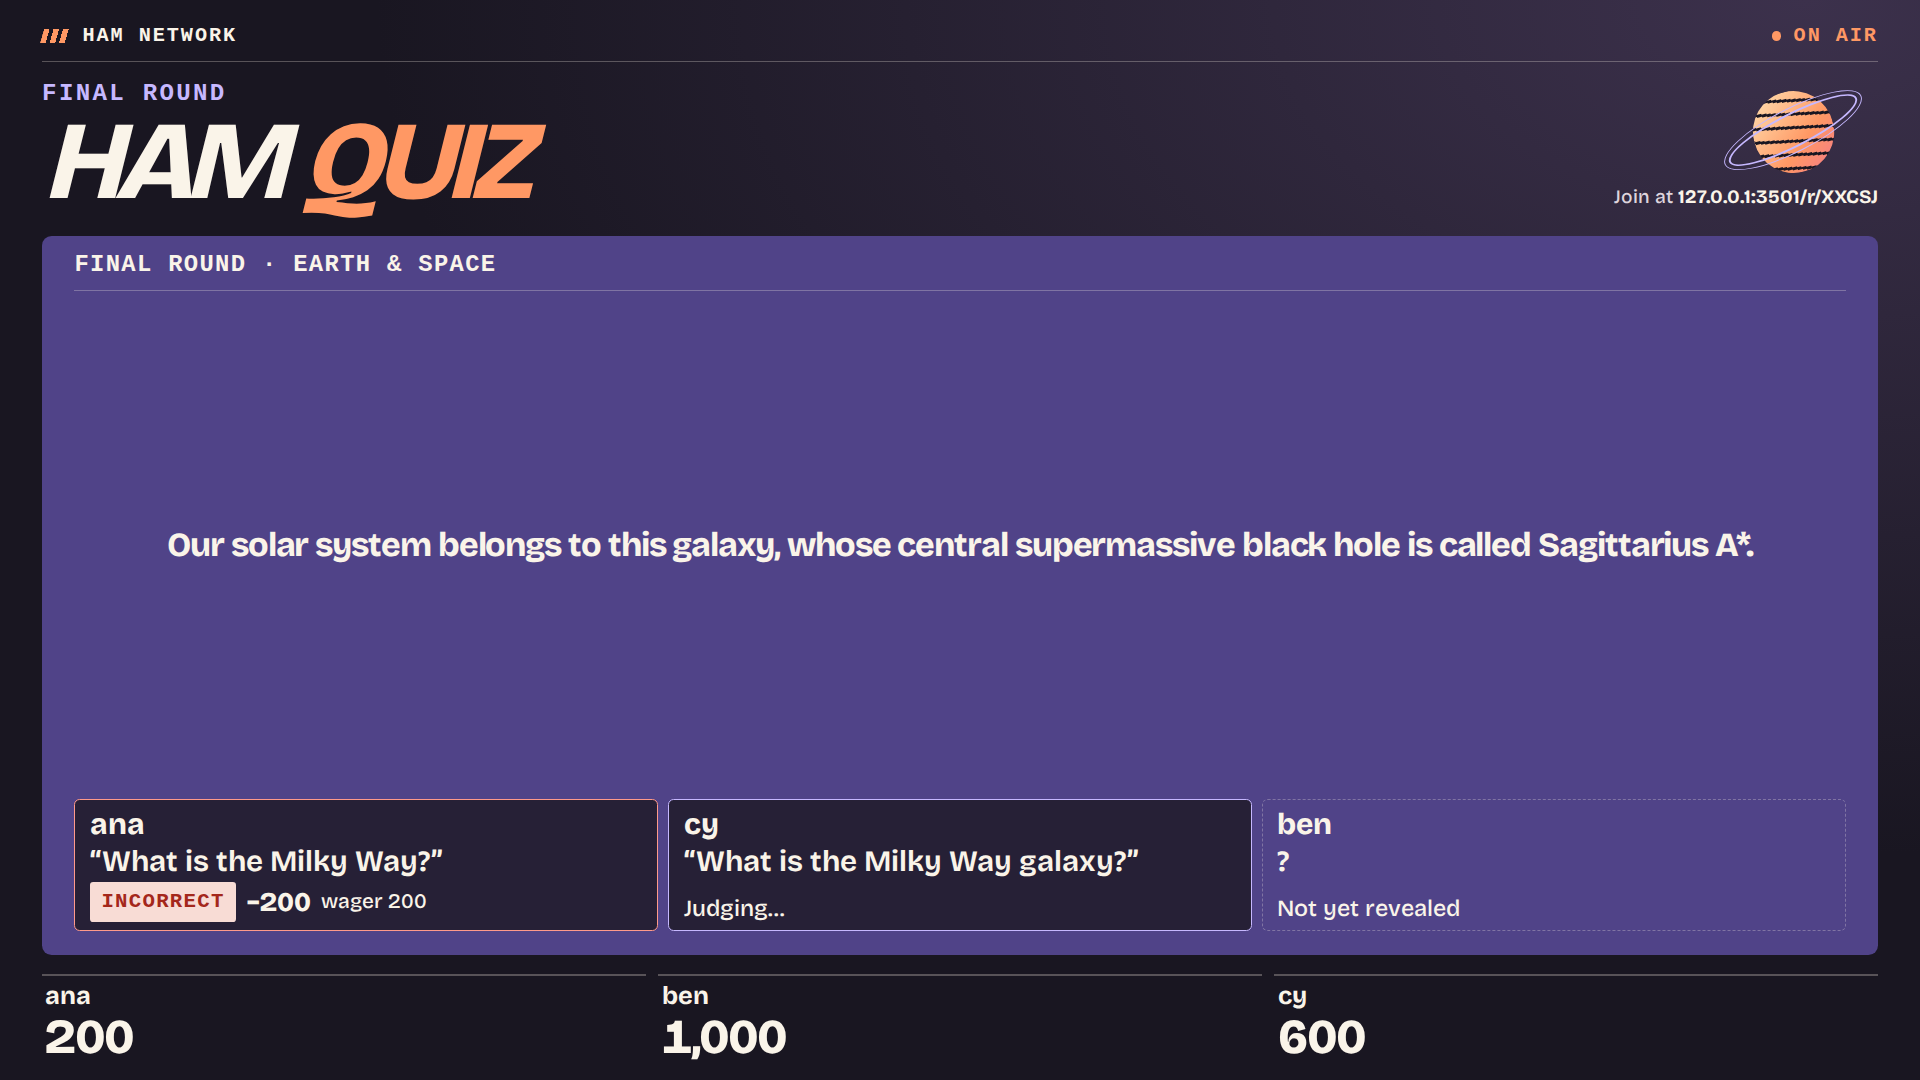 HAM NETWORK
ON AIR
FINAL ROUND
HAM QUIZ
Join at 127.0.0.1:3501/r/XXCSJ
FINAL ROUND · EARTH & SPACE
Our solar system belongs to this galaxy, whose central supermassive black hole is called Sagittarius A*.
ana
“What is the Milky Way?”
INCORRECT −200 wager 200
cy
“What is the Milky Way galaxy?”
Judging...
ben
?
Not yet revealed
ana
200
ben
1,000
cy
600